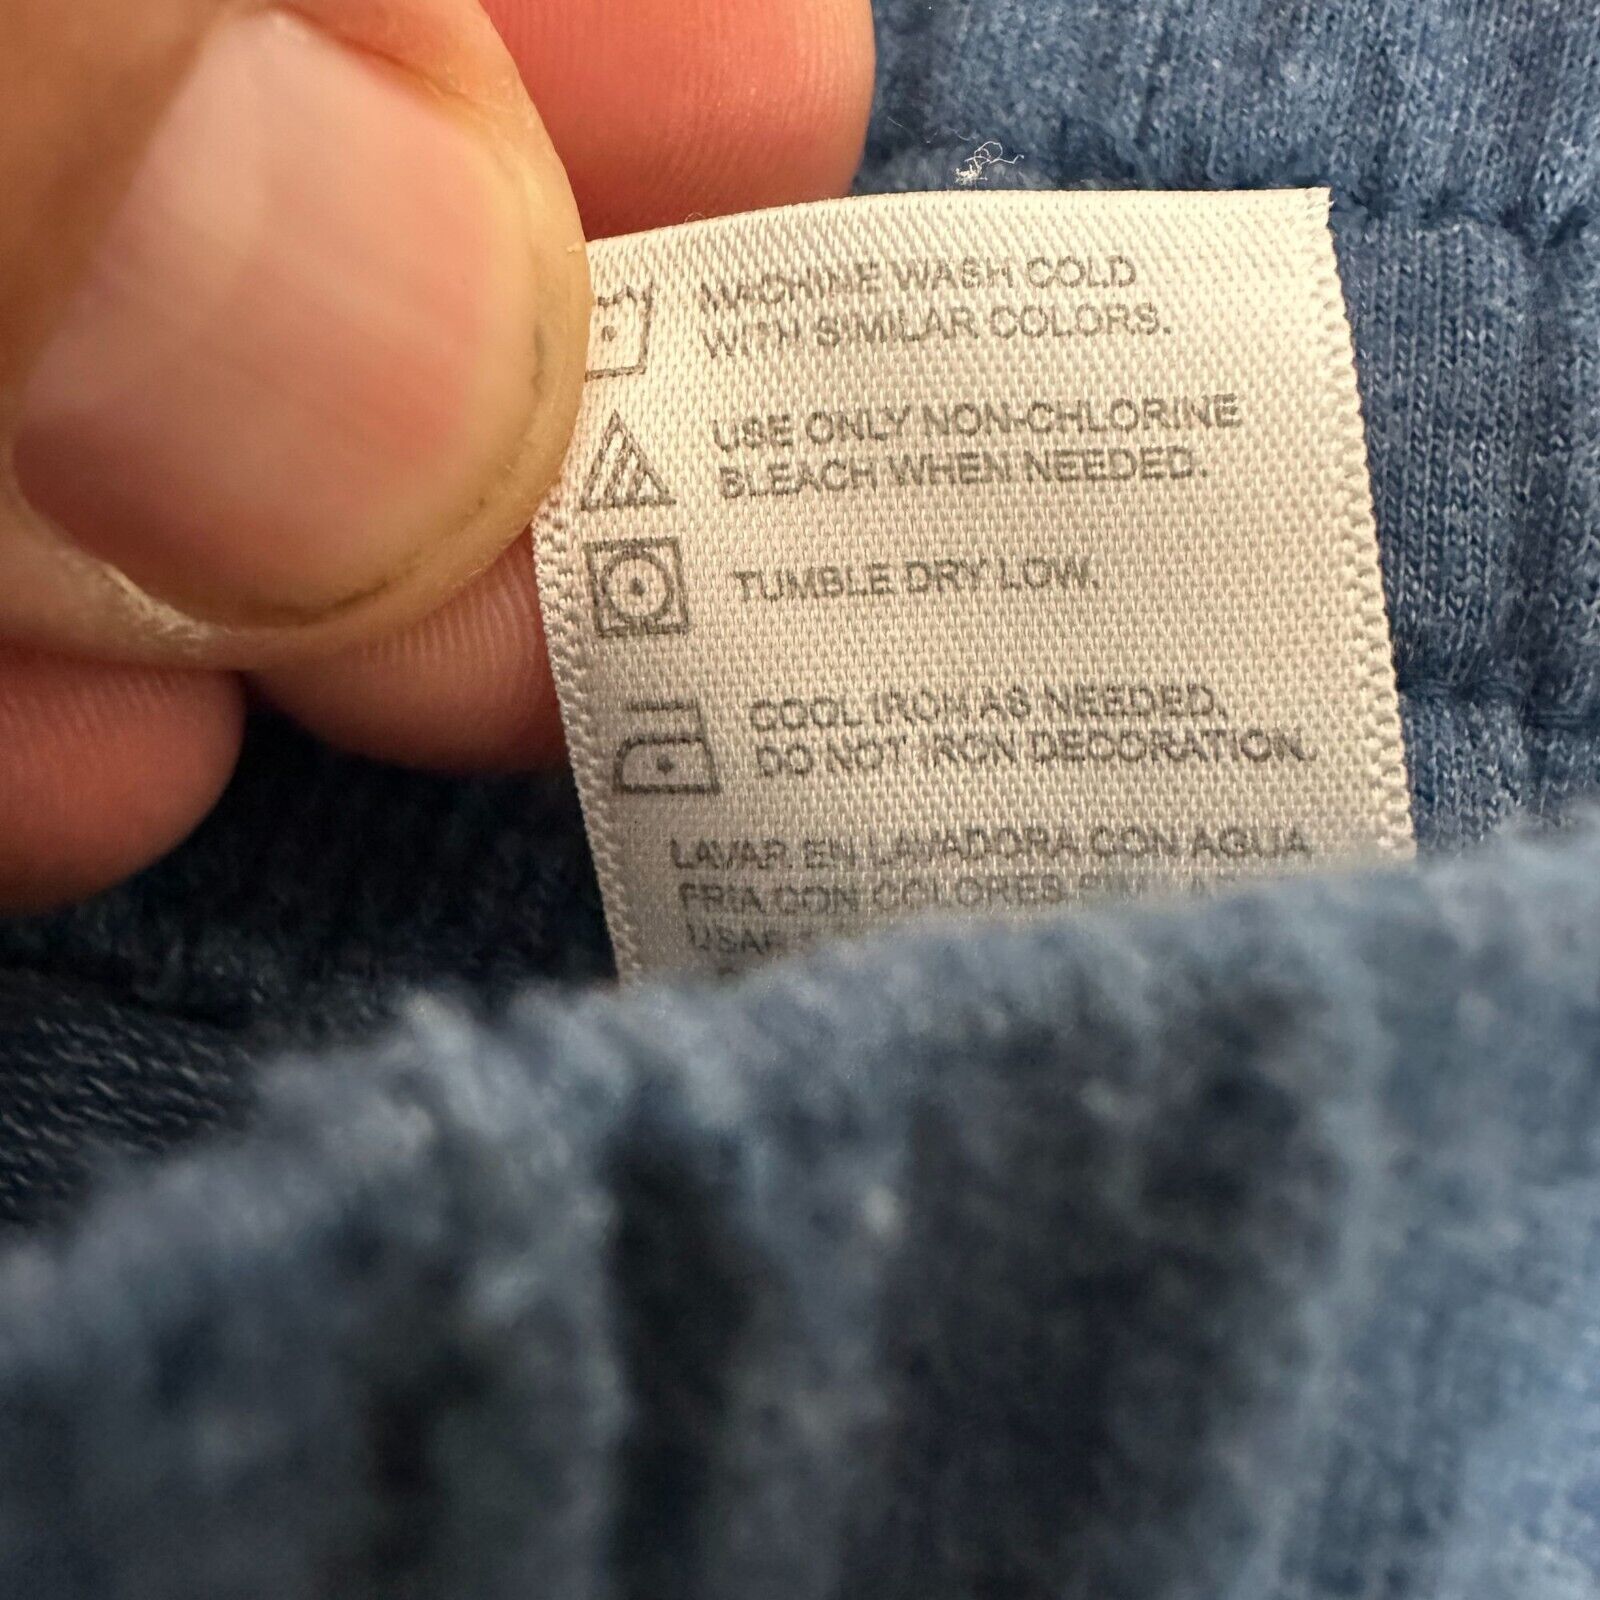 MACHINE WASH COLD
WITH SIMILAR COLORS.
USE ONLY NON-CHLORINE
BLEACH WHEN NEEDED.
TUMBLE DRY LOW.
COOL IRON AS NEEDED.
DO NOT IRON DECORATION.
LAVAR EN LAVADORA CON AGUA
FRIA CON COLORES
USAR